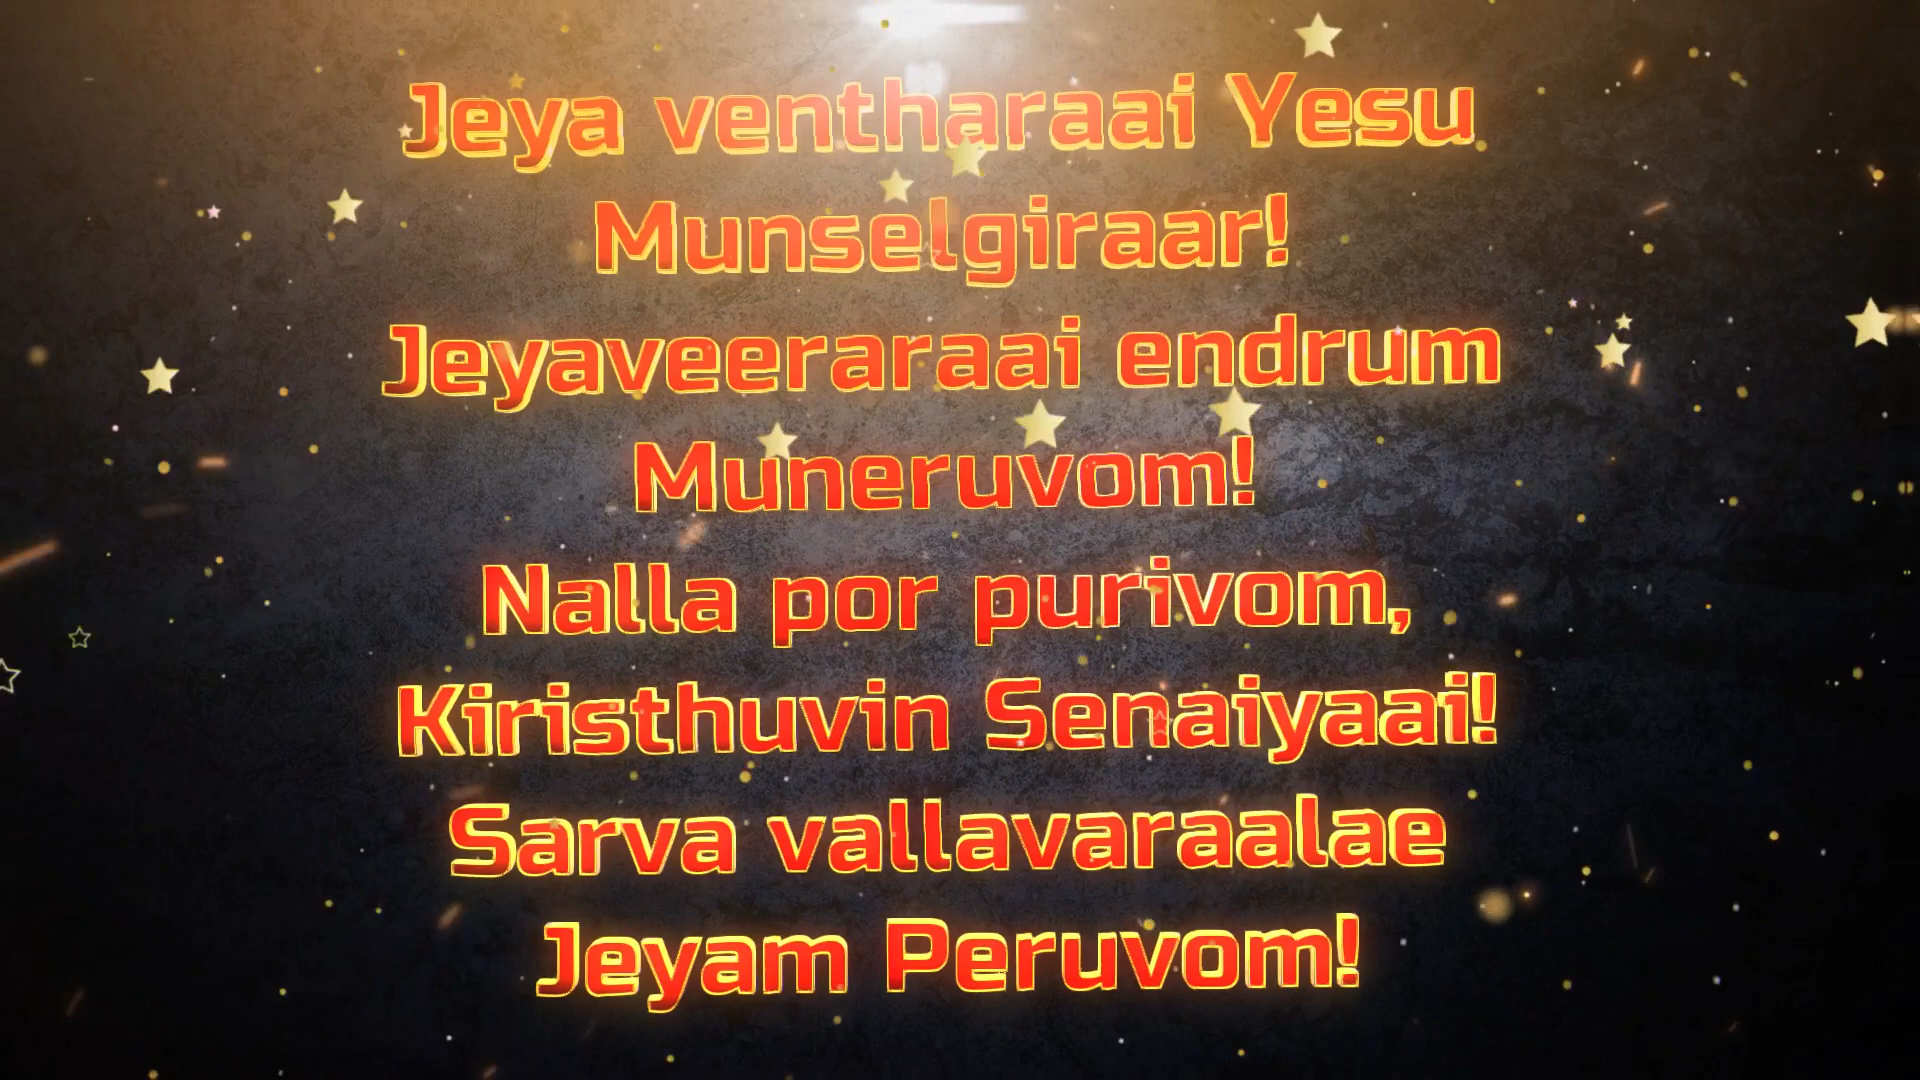 Jeya ventharaai Yesu
Munselgiraar!
Jeyaveeraraai endrum
Muneruvom!
Nalla por purivom,
Kiristhuvin Senaiyaai!
Sarva vallavaraalae
Jeyam Peruvom!